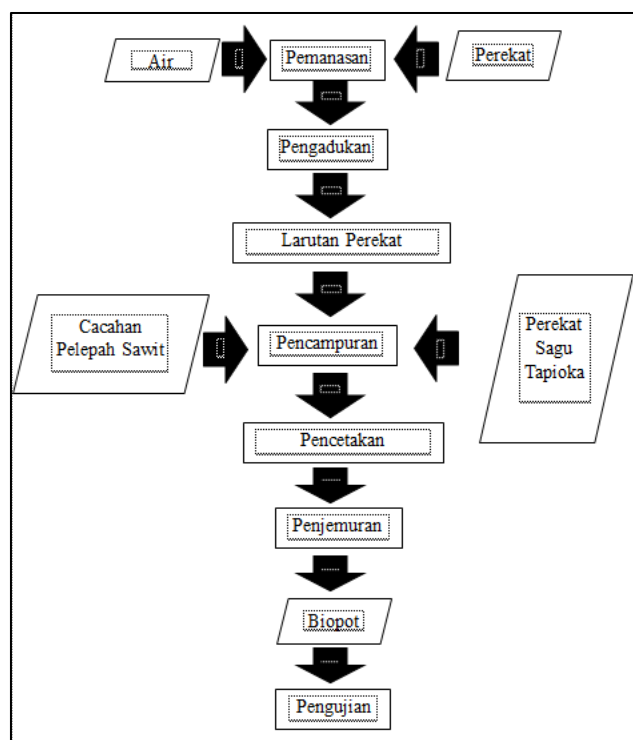 Air
Pemanasan
Perekat
Pengadukan
Larutan Perekat
Cacahan
Pelepah Sawit
Pencampuran
Perekat
Sagu
Tapioka
Pencetakan
Penjemuran
Biopot
Pengujian